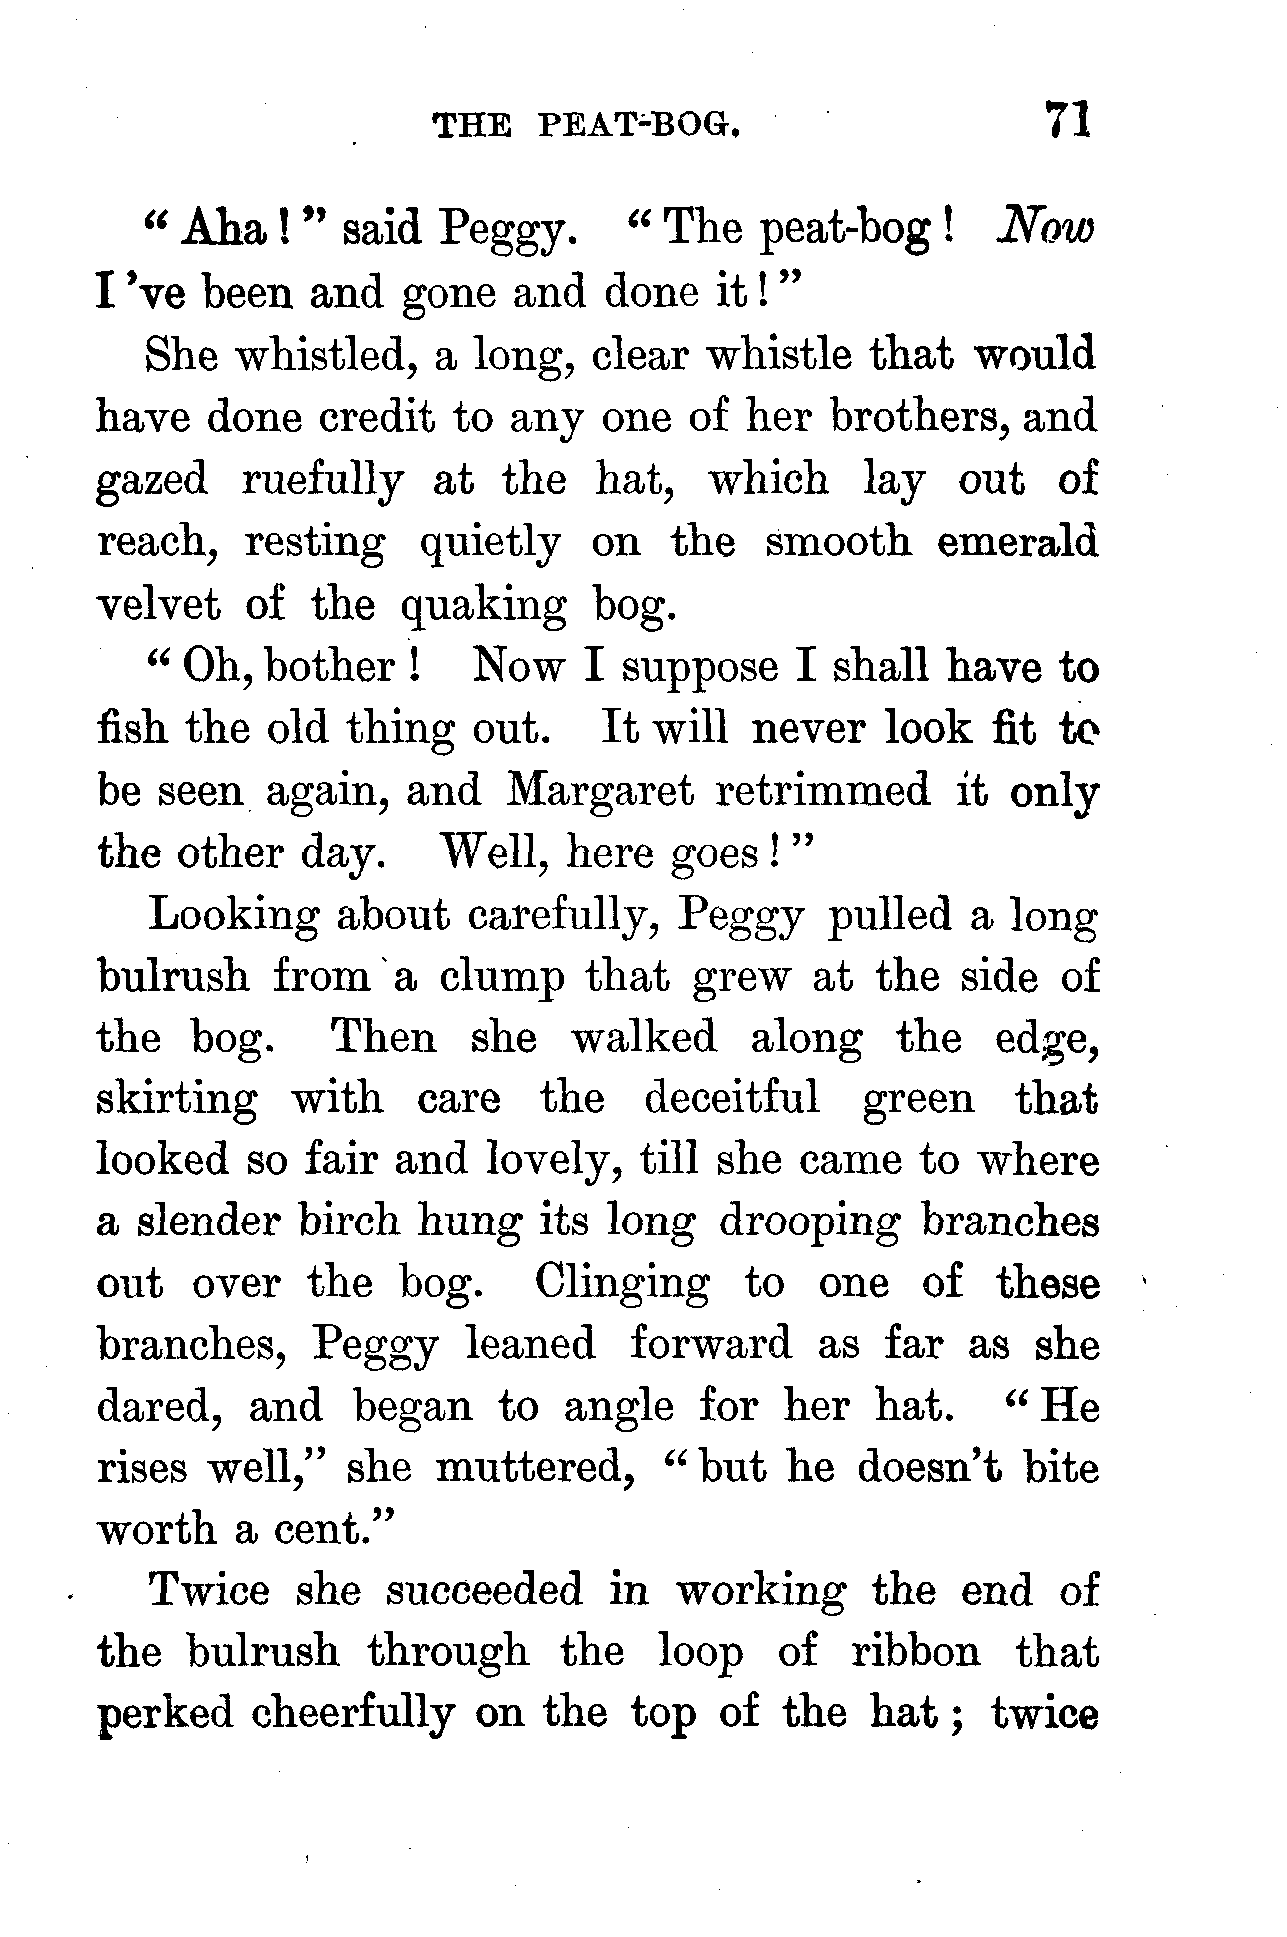 THE PEAT-BOG. 71
“ Aha ! ” said Peggy. “ The peat-bog ! Now
I ’ve been and gone and done it ! ”
She whistled, a long, clear whistle that would
have done credit to any one of her brothers, and
gazed ruefully at the hat, which lay out of
reach, resting quietly on the smooth emerald
velvet of the quaking bog.
“ Oh, bother ! Now I suppose I shall have to
fish the old thing out. It will never look fit to
be seen again, and Margaret retrimmed it only
the other day. Well, here goes ! ”
Looking about carefully, Peggy pulled a long
bulrush from a clump that grew at the side of
the bog. Then she walked along the edge,
skirting with care the deceitful green that
looked so fair and lovely, till she came to where
a slender birch hung its long drooping branches
out over the bog. Clinging to one of these
branches, Peggy leaned forward as far as she
dared, and began to angle for her hat. “ He
rises well,” she muttered, “ but he doesn’t bite
worth a cent.”
Twice she succeeded in working the end of
the bulrush through the loop of ribbon that
perked cheerfully on the top of the hat ; twice